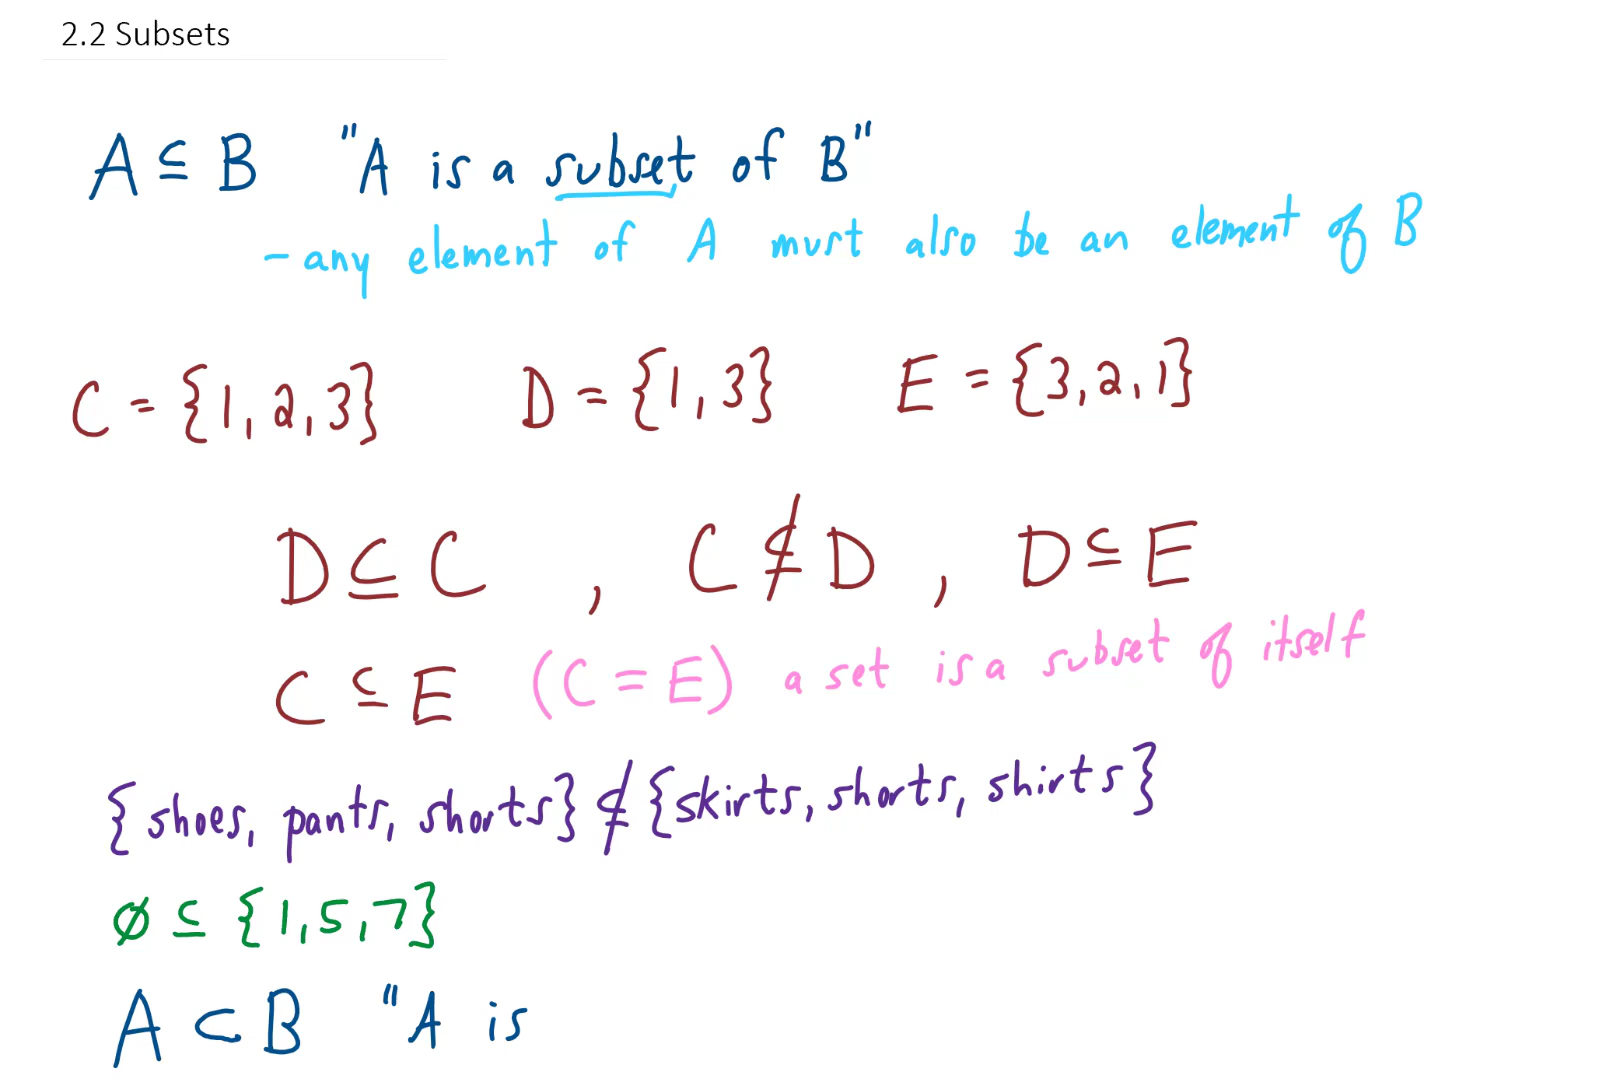 2.2 Subsets
A ⊆ B "A is a subset of B"
- any element of A must also be an element of B
C = {1, 2, 3} D = {1, 3} E = {3, 2, 1}
D ⊆ C , C ⊈ D , D ⊆ E
C ⊆ E (C = E) a set is a subset of itself
{shoes, pants, shorts} ⊈ {skirts, shorts, shirts}
∅ ⊆ {1, 5, 7}
A ⊂ B "A is